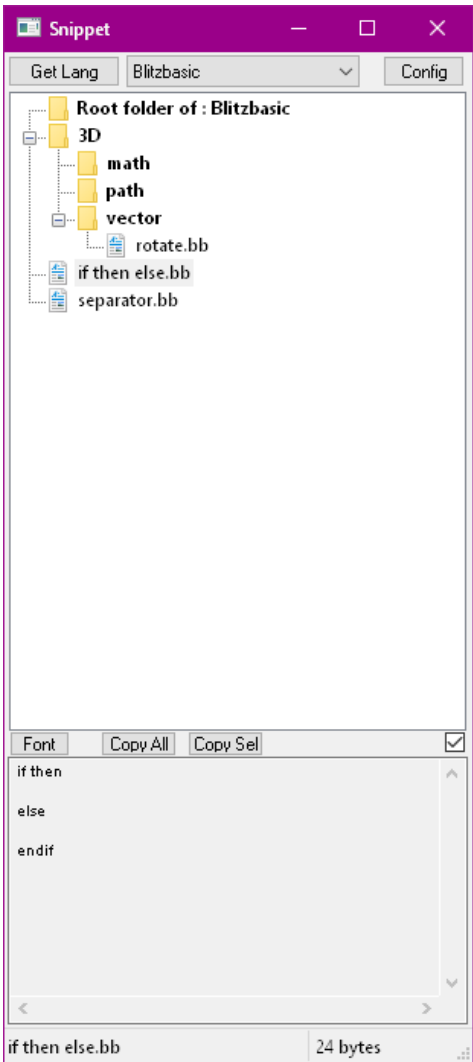 Snippet
Get Lang Blitzbasic Config
Root folder of : Blitzbasic
3D
math
path
vector
rotate.bb
if then else.bb
separator.bb
Font Copy All Copy Sel
if then
else
endif
if then else.bb 24 bytes